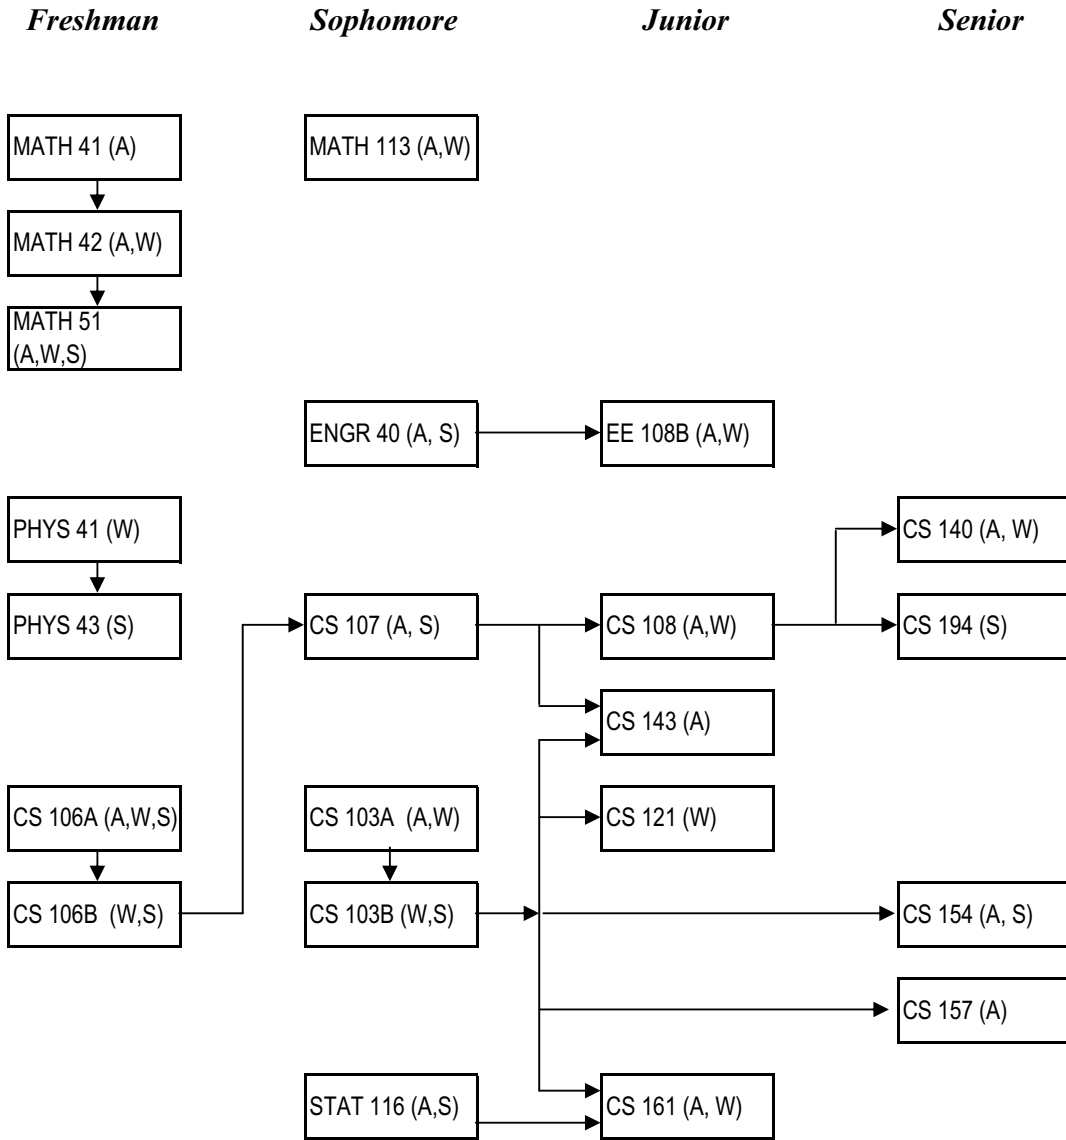 Freshman Sophomore Junior Senior
MATH 41 (A) MATH 113 (A,W)
MATH 42 (A,W)
MATH 51
(A,W,S)
ENGR 40 (A, S) EE 108B (A,W)
PHYS 41 (W) CS 140 (A, W)
PHYS 43 (S) CS 107 (A, S) CS 108 (A,W) CS 194 (S)
CS 143 (A)
CS 106A (A,W,S) CS 103A (A,W) CS 121 (W)
CS 106B (W,S) CS 103B (W,S) CS 154 (A, S)
CS 157 (A)
STAT 116 (A,S) CS 161 (A, W)